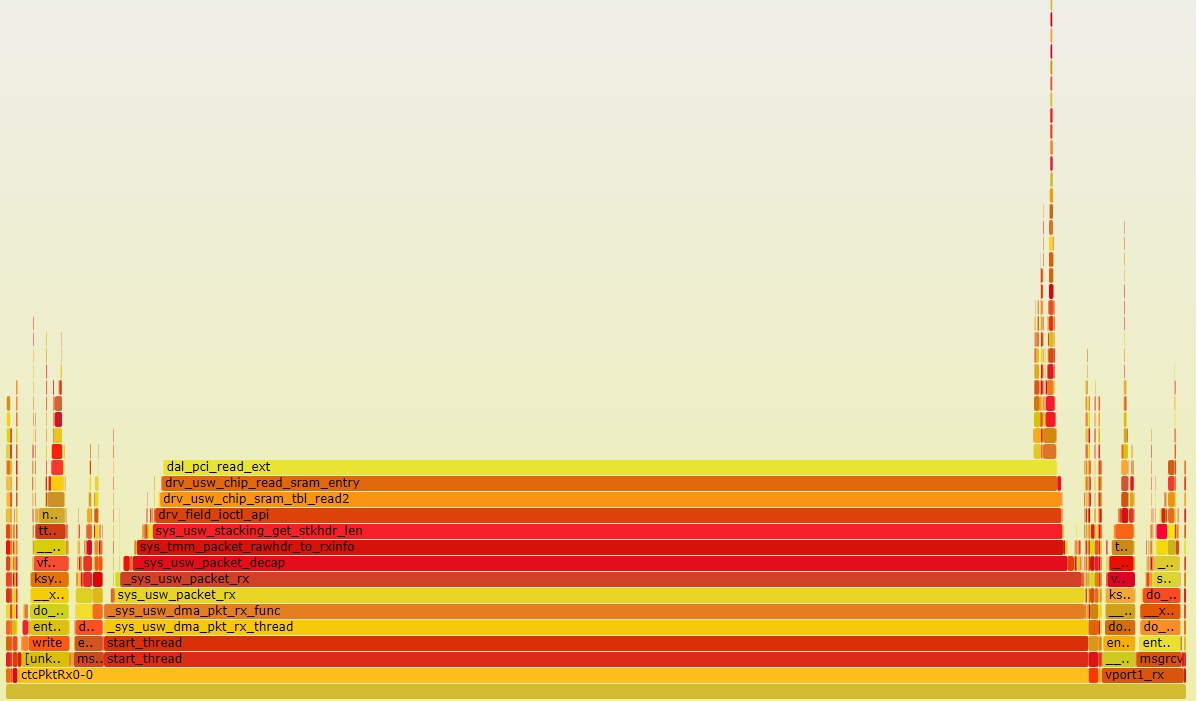 dal_pci_read_ext
drv_usw_chip_read_sram_entry
drv_usw_chip_sram_tbl_read2
n.. drv_field_ioctl_api
tt.. sys_usw_stacking_get_stkhdr_len
__.. sys_tmm_packet_rawhdr_to_rxinfo t..
vf.. _sys_usw_packet_decap _.. _..
ksy.. _sys_usw_packet_rx v.. s..
__x.. sys_usw_packet_rx ks.. do_..
do_.. _sys_usw_dma_pkt_rx_func __.. __x..
ent.. d.. _sys_usw_dma_pkt_rx_thread do.. do_..
write e.. start_thread en.. ent..
[unk.. ms.. start_thread __.. msgrcv
ctcPktRx0-0 vport1_rx